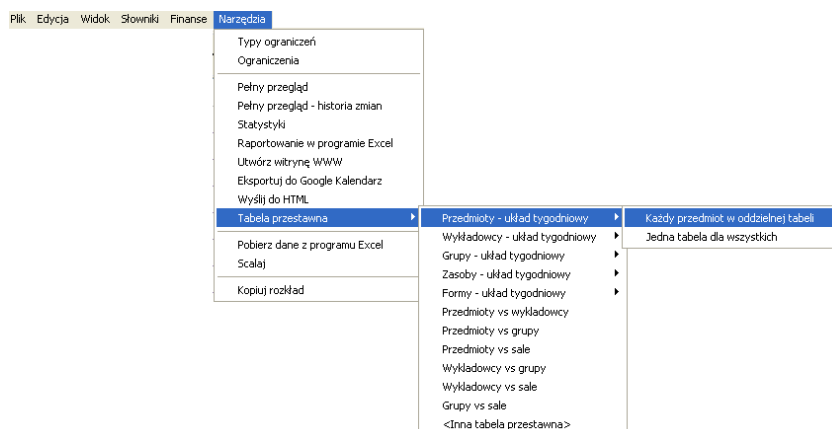 Plik Edycja Widok Słowniki Finanse Narzędzia
Typy ograniczeń
Ograniczenia
Pełny przegląd
Pełny przegląd - historia zmian
Statystyki
Raportowanie w programie Excel
Utwórz witrynę WWW
Eksportuj do Google Kalendarz
Wyślij do HTML
Tabela przestawna
Pobierz dane z programu Excel
Scalaj
Kopiuj rozkład
Przedmioty - układ tygodniowy
Wykładowcy - układ tygodniowy
Grupy - układ tygodniowy
Zasoby - układ tygodniowy
Formy - układ tygodniowy
Przedmioty vs wykladowcy
Przedmioty vs grupy
Przedmioty vs sale
Wykladowcy vs grupy
Wykladowcy vs sale
Grupy vs sale
<Inna tabela przestawna>
Każdy przedmiot w oddzielnej tabeli
Jedna tabela dla wszystkich